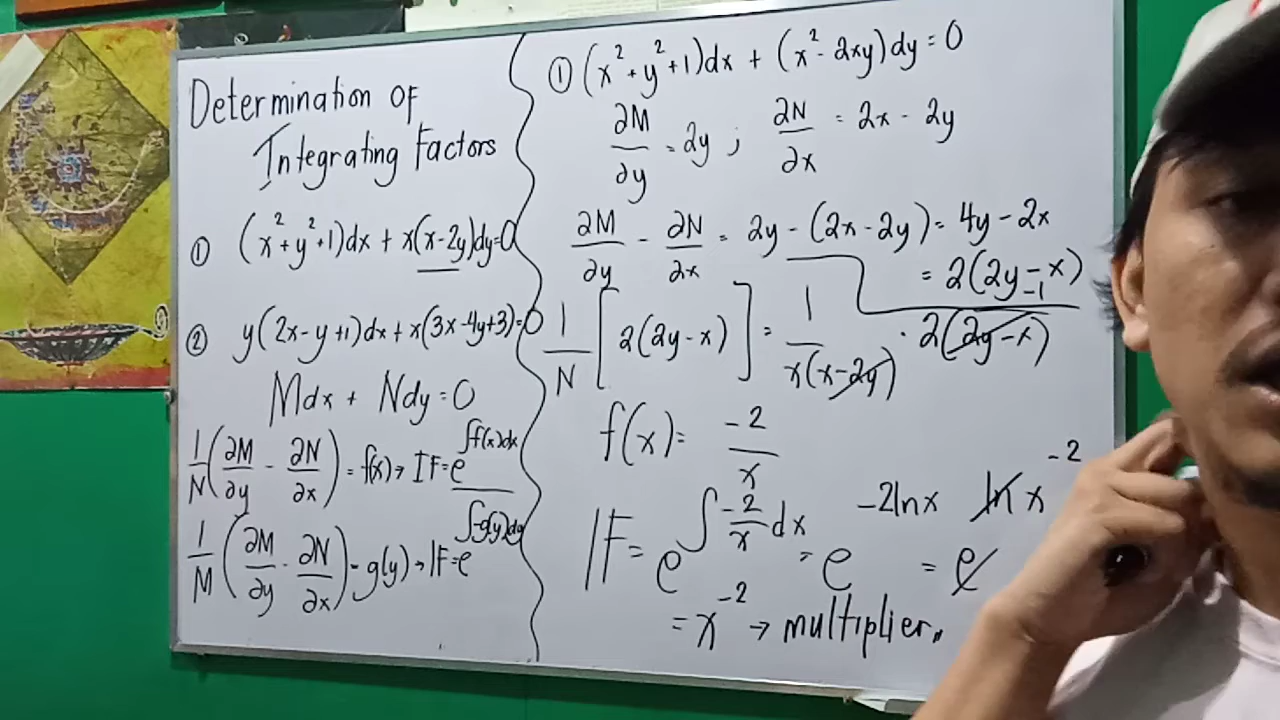 Determination of
Integrating Factors
① (x² + y² + 1)dx + x(x - 2y)dy = 0
② y(2x - y + 1)dx + x(3x - 4y + 3) = 0
Mdx + Ndy = 0
1/N (∂M/∂y - ∂N/∂x) = f(x) → IF = e^∫f(x)dx
1/M (∂M/∂y - ∂N/∂x) = g(y) → IF = e^∫-g(y)dy
① (x² + y² + 1)dx + (x² - 2xy)dy = 0
∂M/∂y = 2y ; ∂N/∂x = 2x - 2y
∂M/∂y - ∂N/∂x = 2y - (2x - 2y) = 4y - 2x
= 2(2y - x)
1/N [2(2y - x)] = 1/x(x - 2y) · 2(2y - x) -1
f(x) = -2/x
IF = e^∫-2/x dx = e^-2lnx = e^ln x^-2
= x^-2 → multiplier.